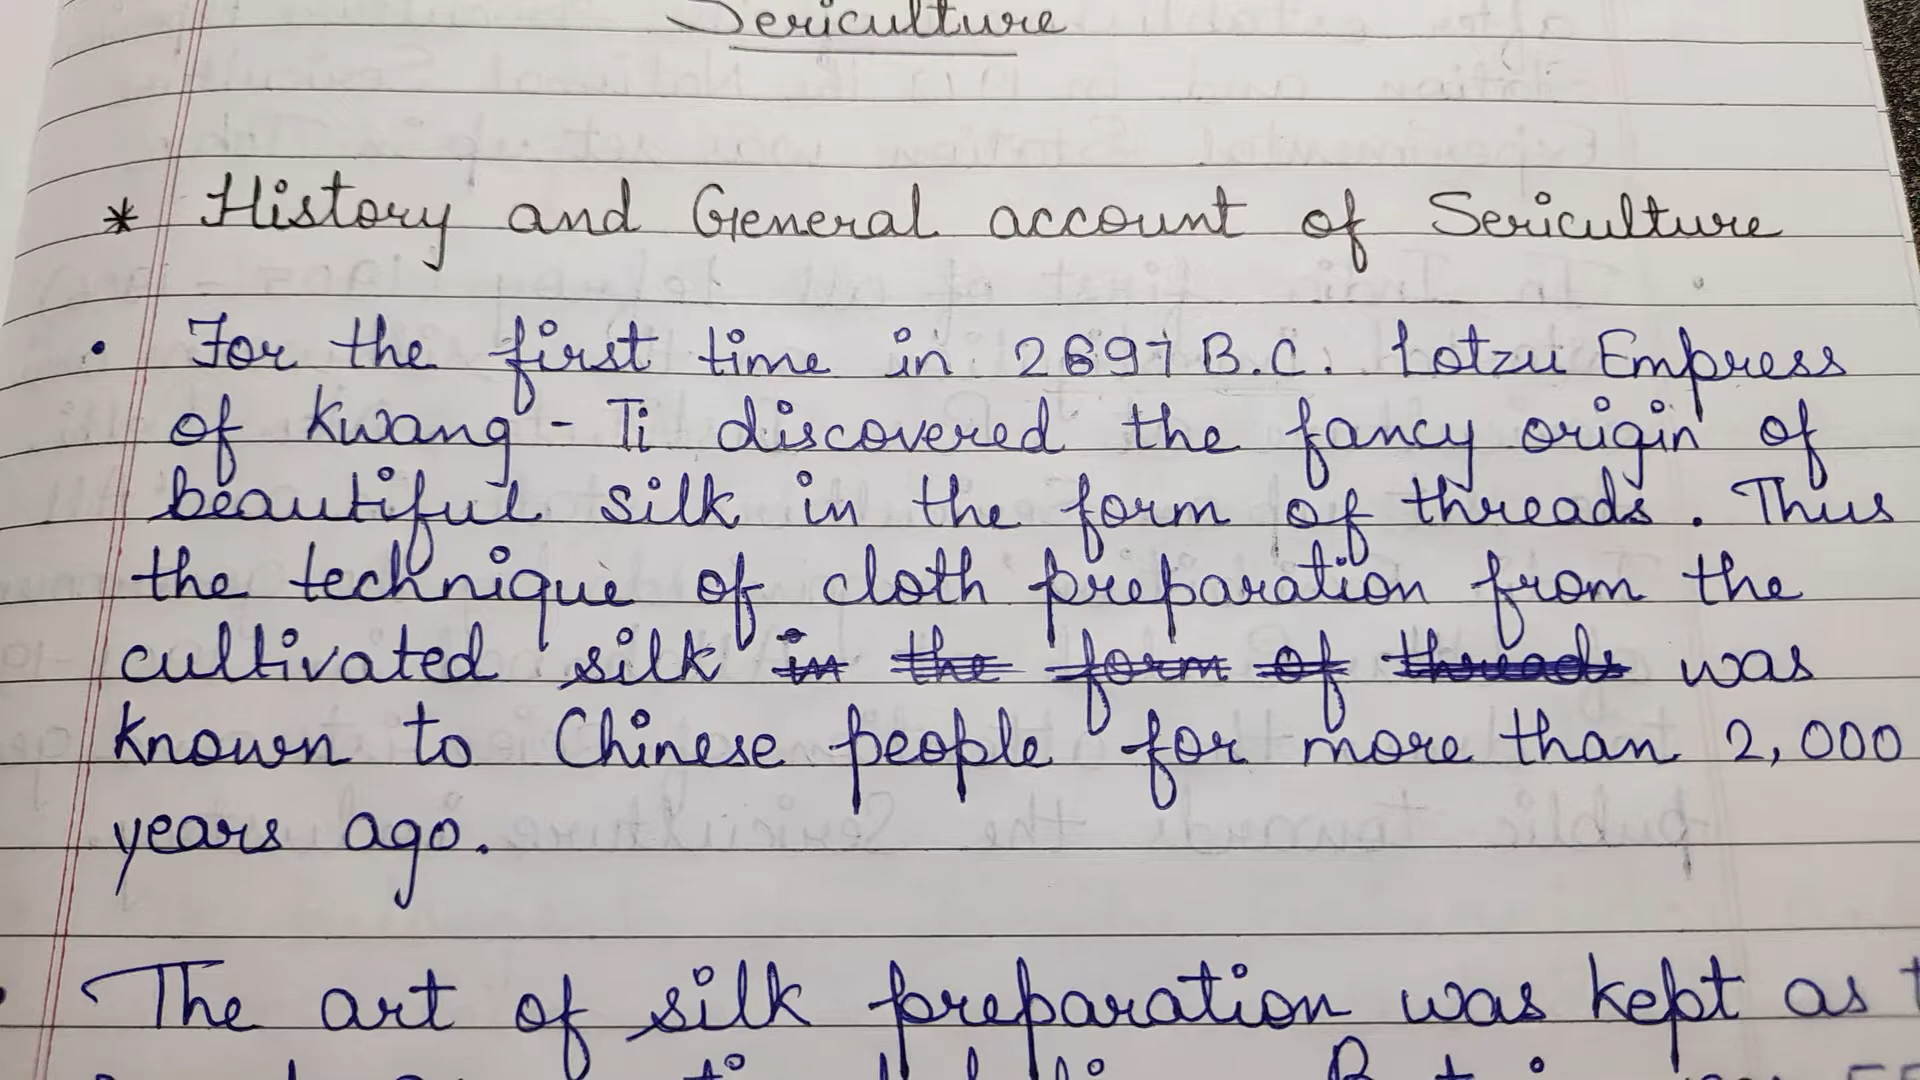 Sericulture
* History and General account of Sericulture
• For the first time in 2697 B.C. Lotzu Empress
of Kwang - Ti discovered the fancy origin of
beautiful silk in the form of threads. Thus
the technique of cloth preparation from the
cultivated silk in the form of threads was
known to Chinese people for more than 2,000
years ago.
• The art of silk preparation was kept as